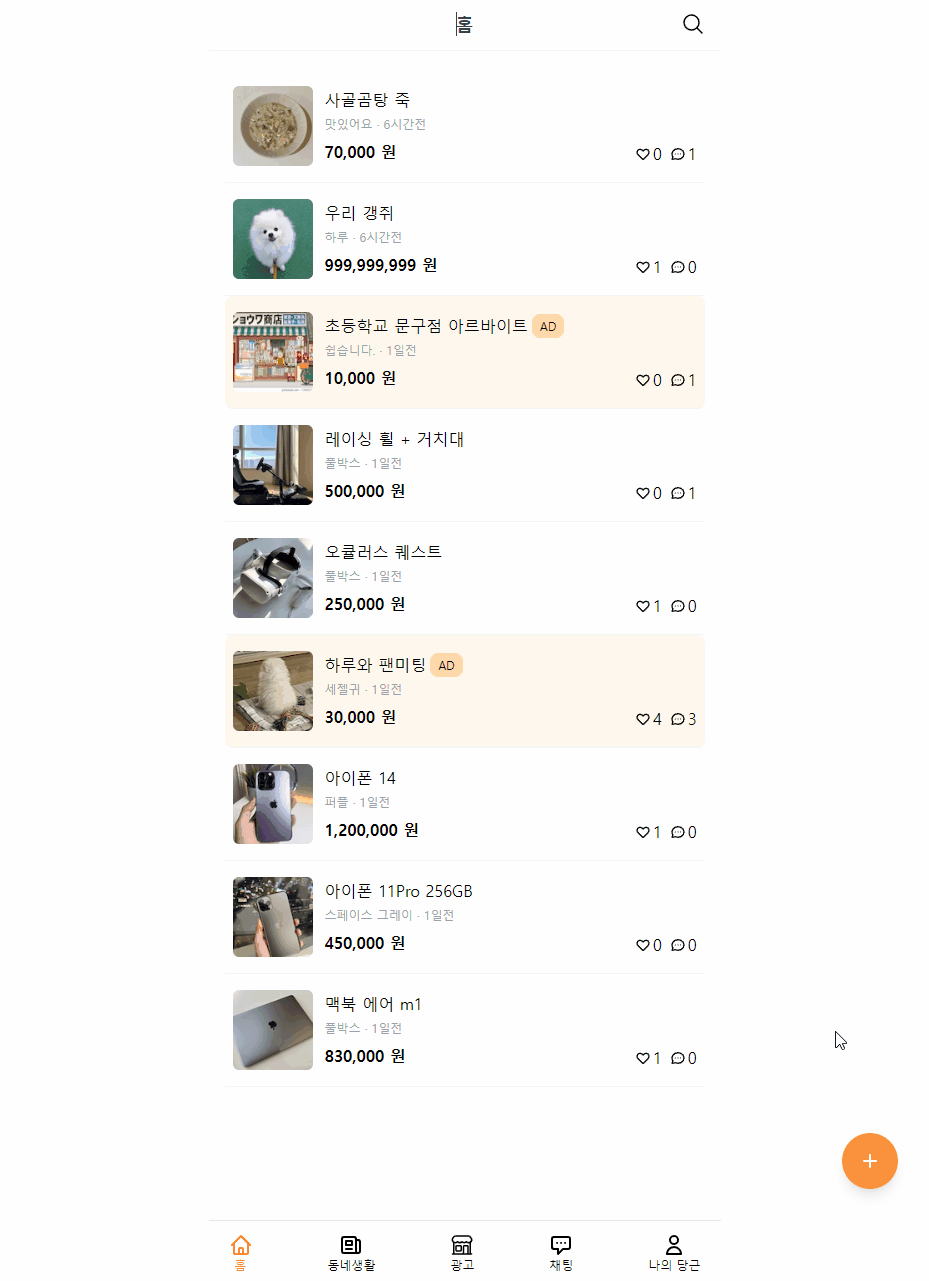 홈
사골곰탕 죽
맛있어요 · 6시간전
70,000 원
0 1
우리 갱쥐
하루 · 6시간전
999,999,999 원
1 0
초등학교 문구점 아르바이트 AD
쉽습니다. · 1일전
10,000 원
0 1
레이싱 휠 + 거치대
풀박스 · 1일전
500,000 원
0 1
오큘러스 퀘스트
풀박스 · 1일전
250,000 원
1 0
하루와 팬미팅 AD
세젤귀 · 1일전
30,000 원
4 3
아이폰 14
퍼플 · 1일전
1,200,000 원
1 0
아이폰 11Pro 256GB
스페이스 그레이 · 1일전
450,000 원
0 0
맥북 에어 m1
풀박스 · 1일전
830,000 원
1 0
홈 동네생활 광고 채팅 나의 당근